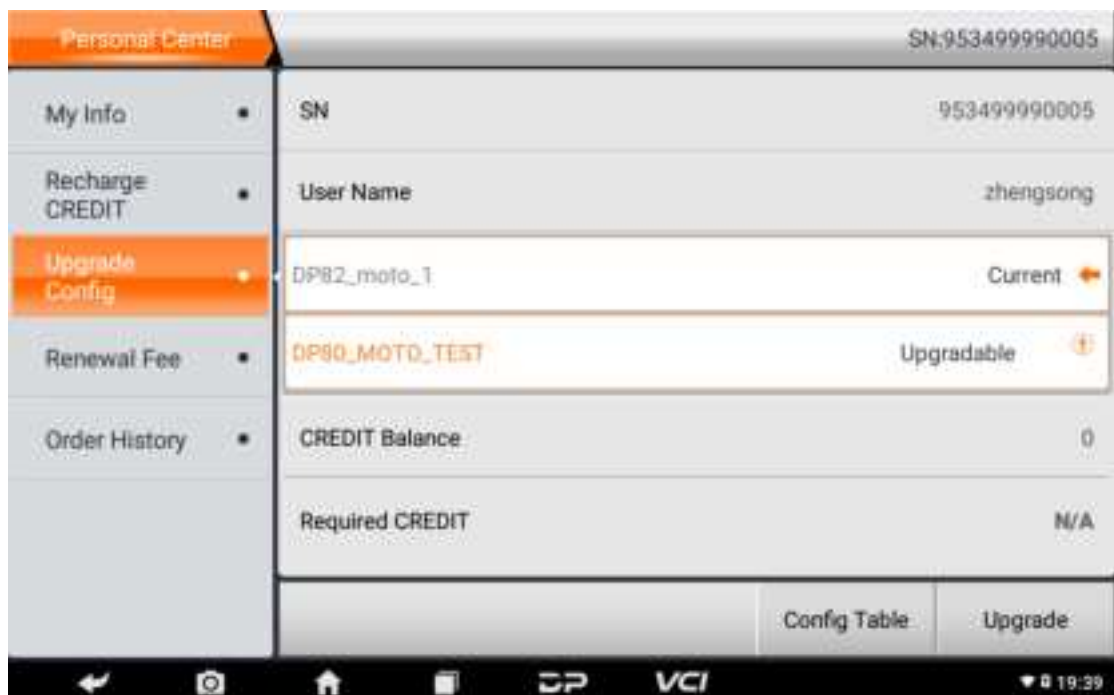 Personal Center
SN:953499990005
My Info
Recharge
CREDIT
Upgrade
Config
Renewal Fee
Order History
SN
953499990005
User Name
zhengsong
DP82_moto_1
Current
DP80_MOTO_TEST
Upgradable
CREDIT Balance
0
Required CREDIT
N/A
Config Table
Upgrade
DP
VCI
19:39